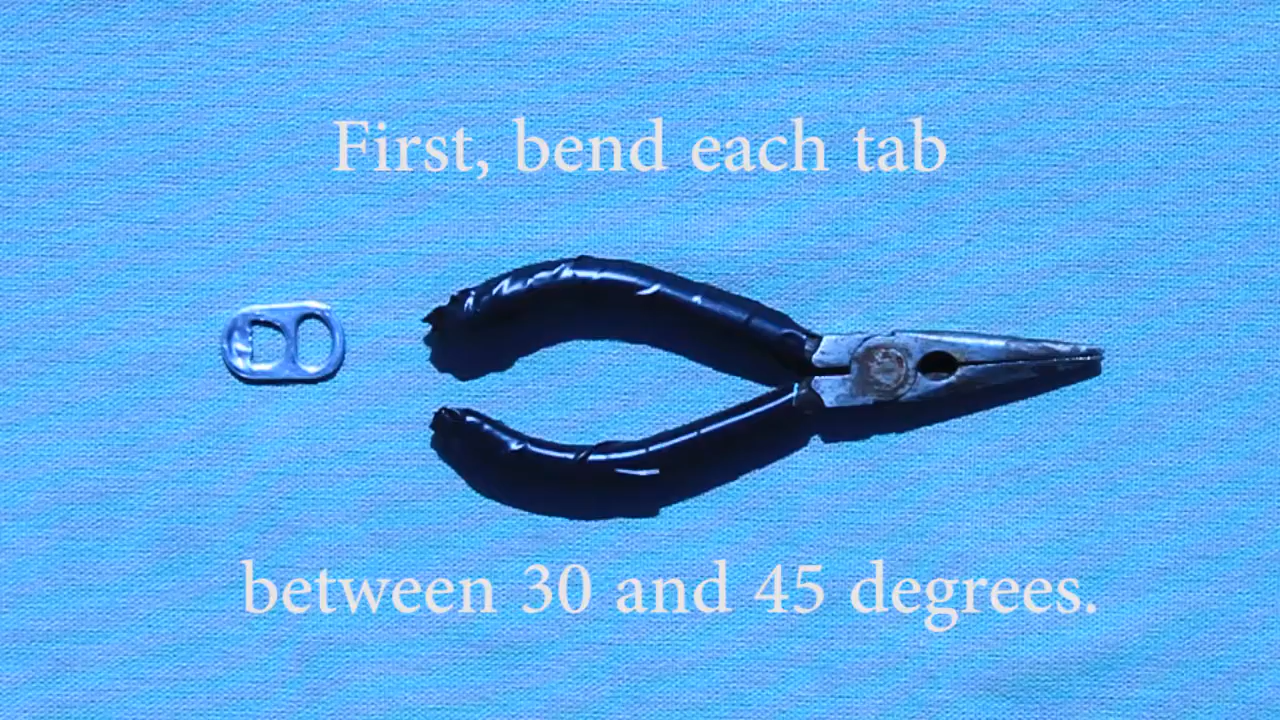 First, bend each tab
between 30 and 45 degrees.